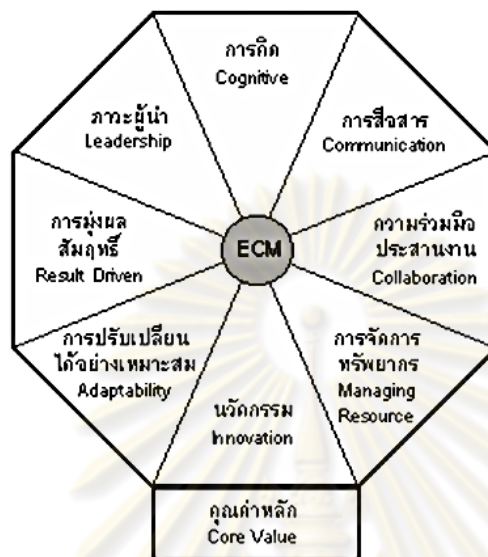 การคิด
Cognitive
ภาวะผู้นำ
Leadership
การสื่อสาร
Communication
การมุ่งผล
สัมฤทธิ์
Result Driven
ECM
ความร่วมมือ
ประสานงาน
Collaboration
การปรับเปลี่ยน
ได้อย่างเหมาะสม
Adaptability
การจัดการ
ทรัพยากร
Managing
Resource
นวัตกรรม
Innovation
คุณค่าหลัก
Core Value